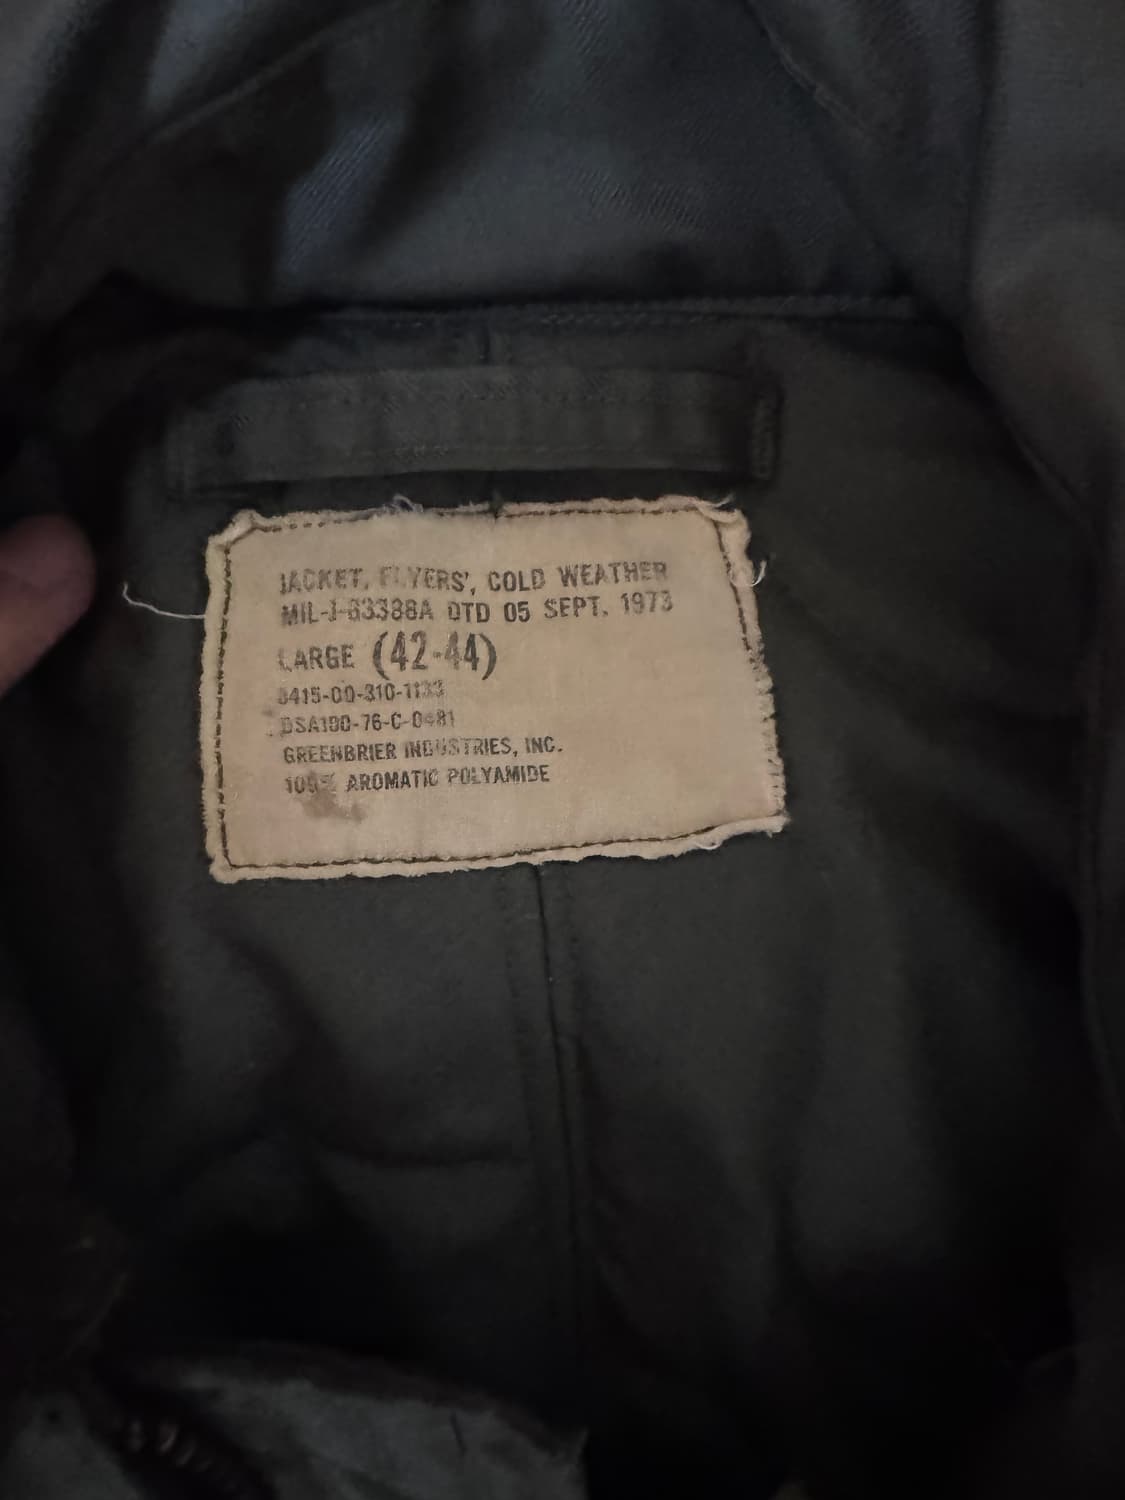 JACKET, FLYERS', COLD WEATHER
MIL-J-83388A DTD 05 SEPT. 1973
LARGE (42-44)
8415-00-310-1133
DSA100-76-C-0481
GREENBRIER INDUSTRIES, INC.
100% AROMATIC POLYAMIDE